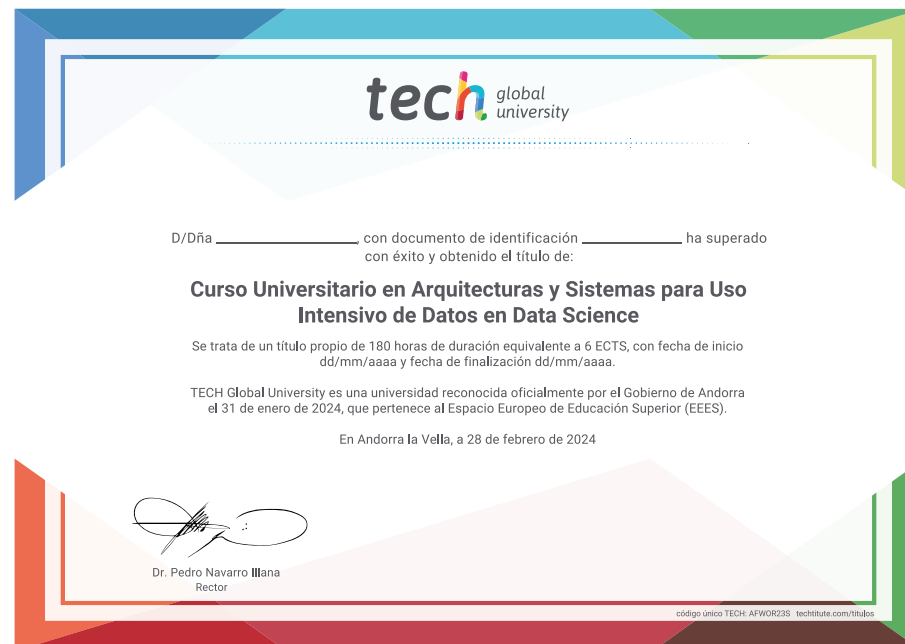 tech global university
D/Dña ____________________, con documento de identificación ______________ ha superado
con éxito y obtenido el título de:
Curso Universitario en Arquitecturas y Sistemas para Uso
Intensivo de Datos en Data Science
Se trata de un título propio de 180 horas de duración equivalente a 6 ECTS, con fecha de inicio
dd/mm/aaaa y fecha de finalización dd/mm/aaaa.
TECH Global University es una universidad reconocida oficialmente por el Gobierno de Andorra
el 31 de enero de 2024, que pertenece al Espacio Europeo de Educación Superior (EEES).
En Andorra la Vella, a 28 de febrero de 2024
Dr. Pedro Navarro Illana
Rector
código único TECH: AFWOR23S techtitute.com/titulos